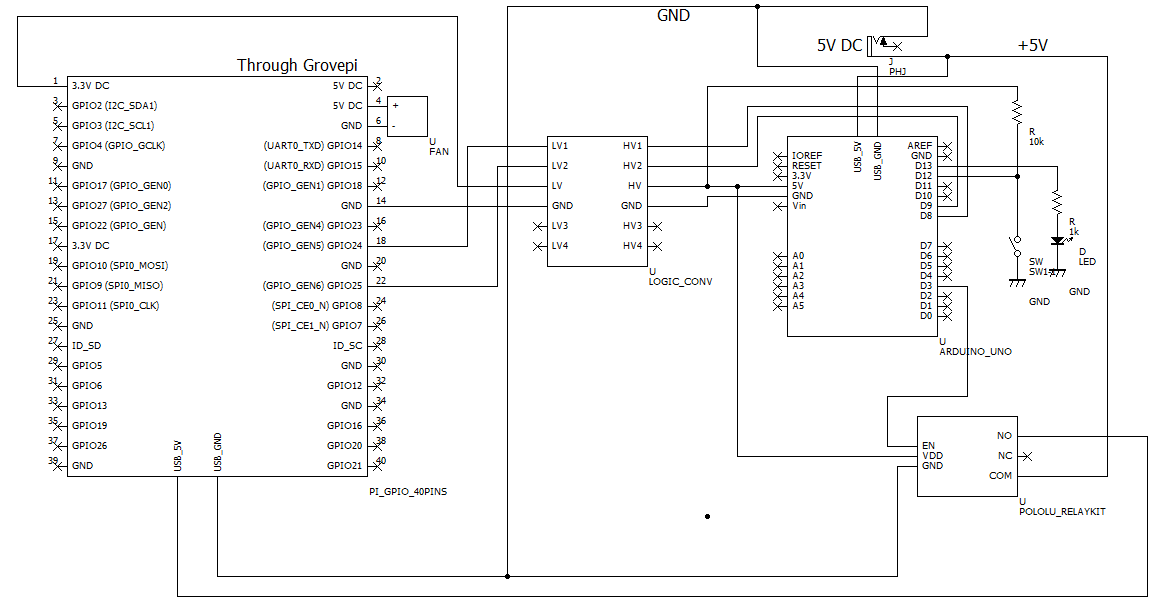 GND
5V DC
+5V
J
PHJ
Through Grovepi
1 3.3V DC 5V DC 2
3 GPIO2 (I2C_SDA1) 5V DC 4 +
5 GPIO3 (I2C_SCL1) GND 6 -
U
FAN
7 GPIO4 (GPIO_GCLK) (UART0_TXD) GPIO14 8
9 GND (UART0_RXD) GPIO15 10
11 GPIO17 (GPIO_GEN0) (GPIO_GEN1) GPIO18 12
13 GPIO27 (GPIO_GEN2) GND 14
15 GPIO22 (GPIO_GEN) (GPIO_GEN4) GPIO23 16
17 3.3V DC (GPIO_GEN5) GPIO24 18
19 GPIO10 (SPI0_MOSI) GND 20
21 GPIO9 (SPI0_MISO) (GPIO_GEN6) GPIO25 22
23 GPIO11 (SPI0_CLK) (SPI_CE0_N) GPIO8 24
25 GND (SPI_CE1_N) GPIO7 26
27 ID_SD ID_SC 28
29 GPIO5 GND 30
31 GPIO6 GPIO12 32
33 GPIO13 GND 34
35 GPIO19 GPIO16 36
37 GPIO26 GPIO20 38
39 GND GPIO21 40
USB_5V
USB_GND
PI_GPIO_40PINS
LV1 HV1
LV2 HV2
LV HV
GND GND
LV3 HV3
LV4 HV4
U
LOGIC_CONV
USB_5V
USB_GND
IOREF
RESET
3.3V
5V
GND
Vin
A0
A1
A2
A3
A4
A5
AREF
GND
D13
D12
D11
D10
D9
D8
D7
D6
D5
D4
D3
D2
D1
D0
U
ARDUINO_UNO
R
10k
R
1k
D
LED
SW
SW1
GND
GND
EN
VDD
GND
NO
NC
COM
U
POLOLU_RELAYKIT